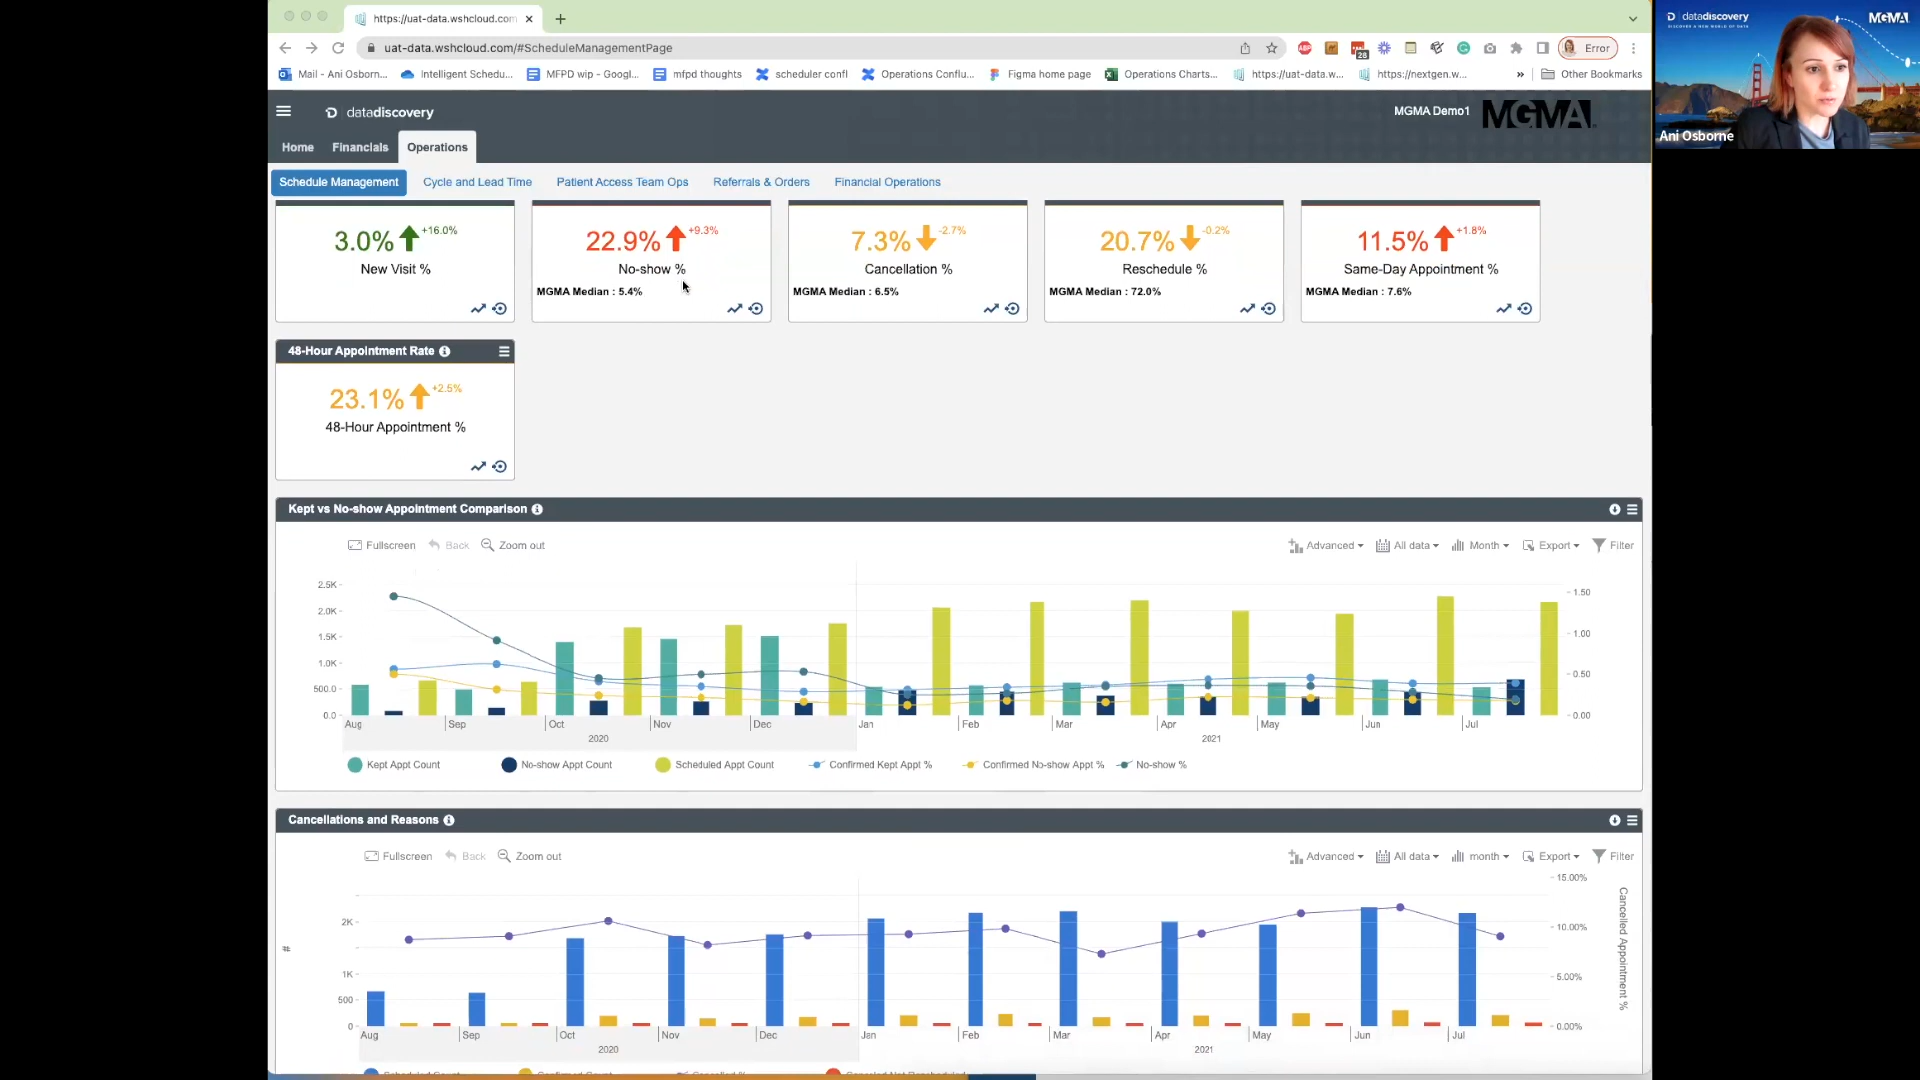 https://uat-data.wshcloud.com
uat-data.wshcloud.com/#ScheduleManagementPage
ABP
28
Error
Mail - Ani Osborn...
Intelligent Schedu...
MFPD wip - Googl...
mfpd thoughts
scheduler confl
Operations Conflu...
Figma home page
Operations Charts...
https://uat-data.w...
https://nextgen.w...
»
Other Bookmarks
datadiscovery
MGMA
Ani Osborne
datadiscovery
MGMA Demo1
MGMA
Home
Financials
Operations
Schedule Management
Cycle and Lead Time
Patient Access Team Ops
Referrals & Orders
Financial Operations
3.0% +16.0%
New Visit %
22.9% +9.3%
No-show %
MGMA Median : 5.4%
7.3% -2.7%
Cancellation %
MGMA Median : 6.5%
20.7% -0.2%
Reschedule %
MGMA Median : 72.0%
11.5% +1.8%
Same-Day Appointment %
MGMA Median : 7.6%
48-Hour Appointment Rate
23.1% +2.5%
48-Hour Appointment %
Kept vs No-show Appointment Comparison
Fullscreen Back Zoom out
Advanced All data Month Export Filter
2.5K
2.0K
1.5K
1.0K
500.0
0.0
1.50
1.00
0.50
0.00
Aug Sep Oct Nov Dec Jan Feb Mar Apr May Jun Jul
2020 2021
Kept Appt Count No-show Appt Count Scheduled Appt Count Confirmed Kept Appt % Confirmed No-show Appt % No-show %
Cancellations and Reasons
Fullscreen Back Zoom out
Advanced All data month Export Filter
2K
1K
500
0
#
15.00%
10.00%
5.00%
0.00%
Cancelled Appointment %
Aug Sep Oct Nov Dec Jan Feb Mar Apr May Jun Jul
2020 2021